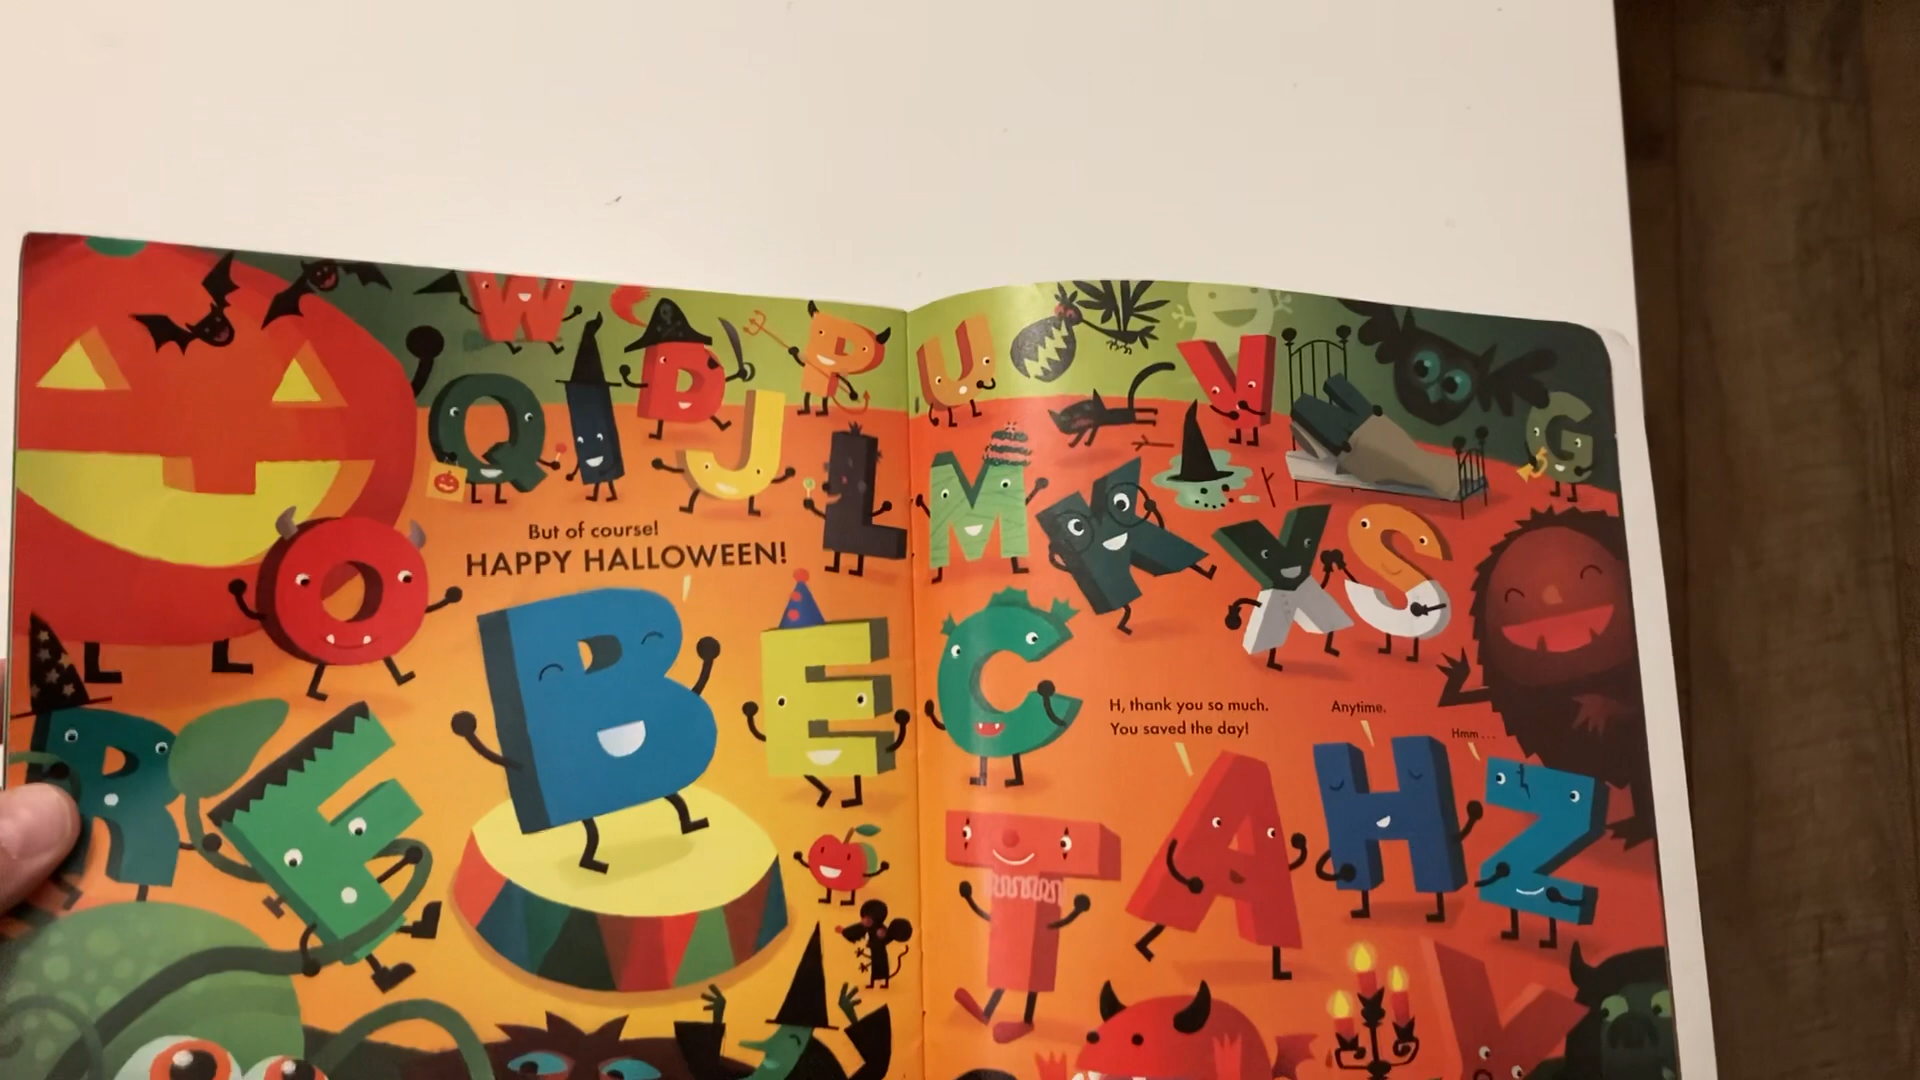 W
P
D
U
V
N
G
Q
I
J
L
M
K
X
S
But of course!
HAPPY HALLOWEEN!
O
B
E
C
H, thank you so much.
You saved the day!
Anytime.
Hmm...
R
F
T
A
H
Z
Y